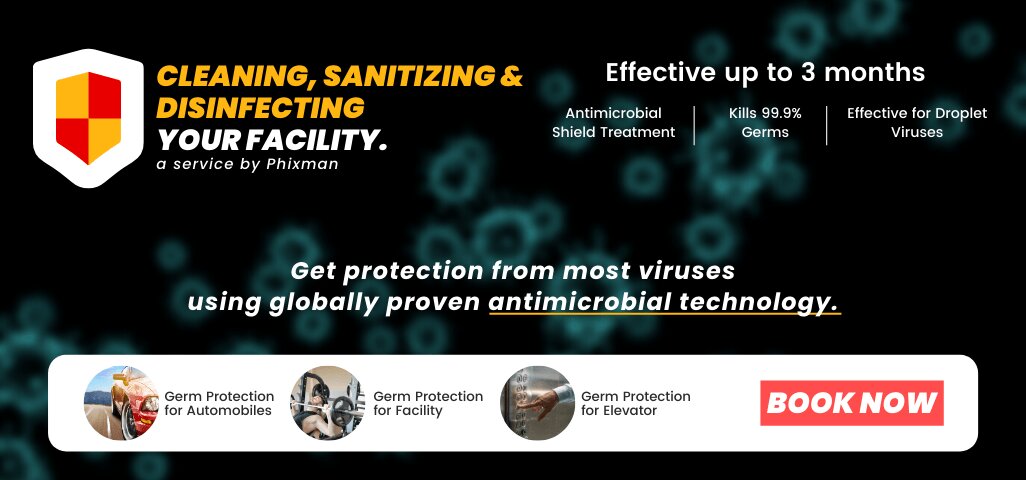 CLEANING, SANITIZING &
DISINFECTING
YOUR FACILITY.
a service by Phixman
Effective up to 3 months
Antimicrobial
Shield Treatment
Kills 99.9%
Germs
Effective for Droplet
Viruses
Get protection from most viruses
using globally proven antimicrobial technology.
Germ Protection
for Automobiles
Germ Protection
for Facility
Germ Protection
for Elevator
BOOK NOW